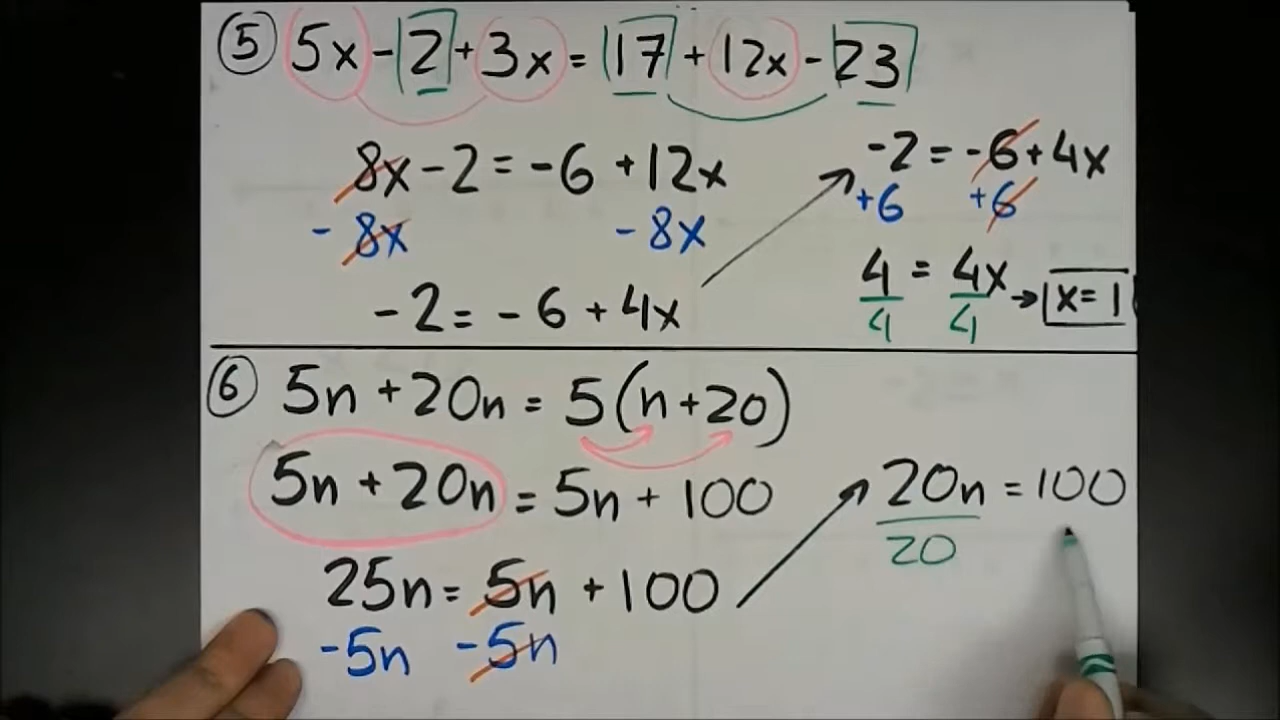 5 5x - 2 + 3x = 17 + 12x - 23
8x - 2 = -6 + 12x
- 8x - 8x
-2 = -6 + 4x
-2 = -6 + 4x
+6 +6
4 = 4x → x = 1
4 4
6 5n + 20n = 5(n + 20)
5n + 20n = 5n + 100
25n = 5n + 100
-5n -5n
20n = 100
20